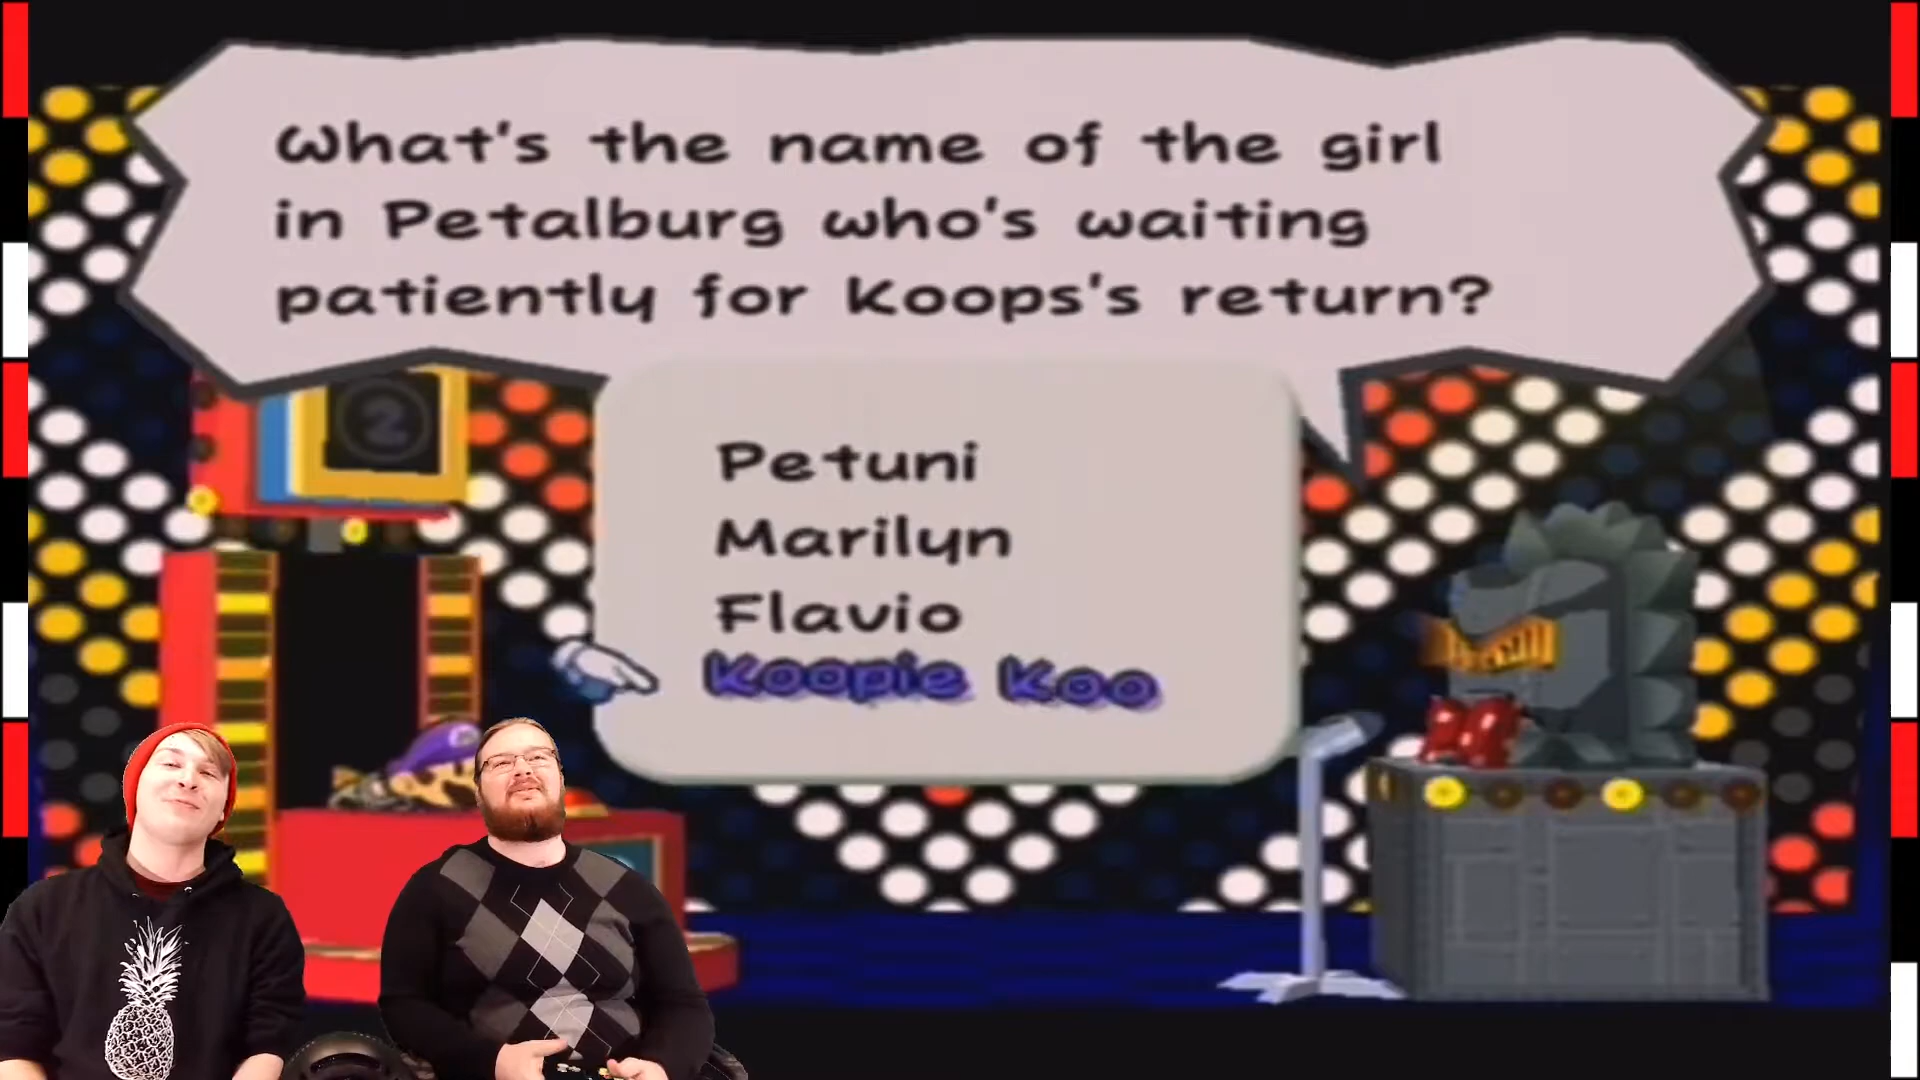 What's the name of the girl
in Petalburg who's waiting
patiently for Koops's return?
2
Petuni
Marilyn
Flavio
Koopie Koo